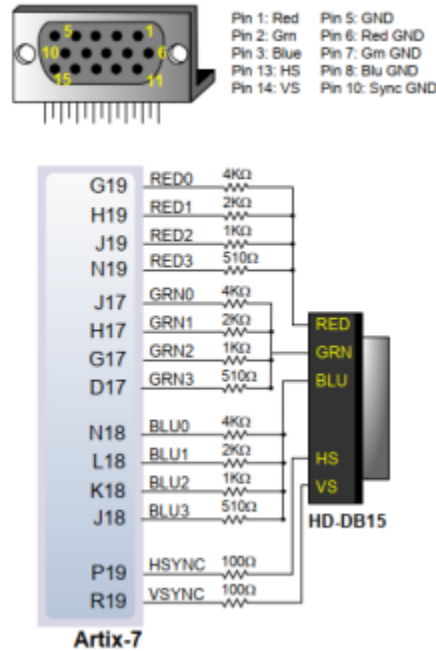 5 1
10 6
15 11
Pin 1: Red Pin 5: GND
Pin 2: Grn Pin 6: Red GND
Pin 3: Blue Pin 7: Grn GND
Pin 13: HS Pin 8: Blu GND
Pin 14: VS Pin 10: Sync GND
G19 RED0 4KΩ
H19 RED1 2KΩ
J19 RED2 1KΩ
N19 RED3 510Ω
J17 GRN0 4KΩ
H17 GRN1 2KΩ
G17 GRN2 1KΩ
D17 GRN3 510Ω
N18 BLU0 4KΩ
L18 BLU1 2KΩ
K18 BLU2 1KΩ
J18 BLU3 510Ω
P19 HSYNC 100Ω
R19 VSYNC 100Ω
RED
GRN
BLU
HS
VS
HD-DB15
Artix-7